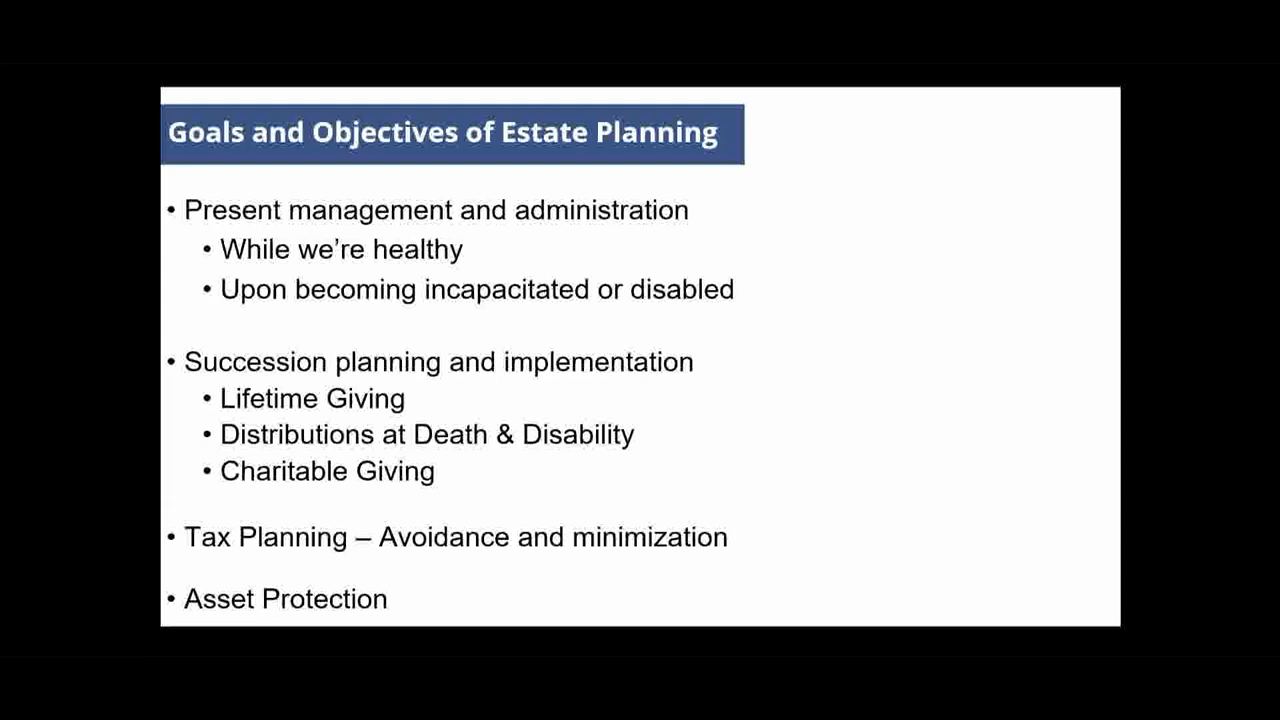 Goals and Objectives of Estate Planning
• Present management and administration
• While we’re healthy
• Upon becoming incapacitated or disabled
• Succession planning and implementation
• Lifetime Giving
• Distributions at Death & Disability
• Charitable Giving
• Tax Planning – Avoidance and minimization
• Asset Protection